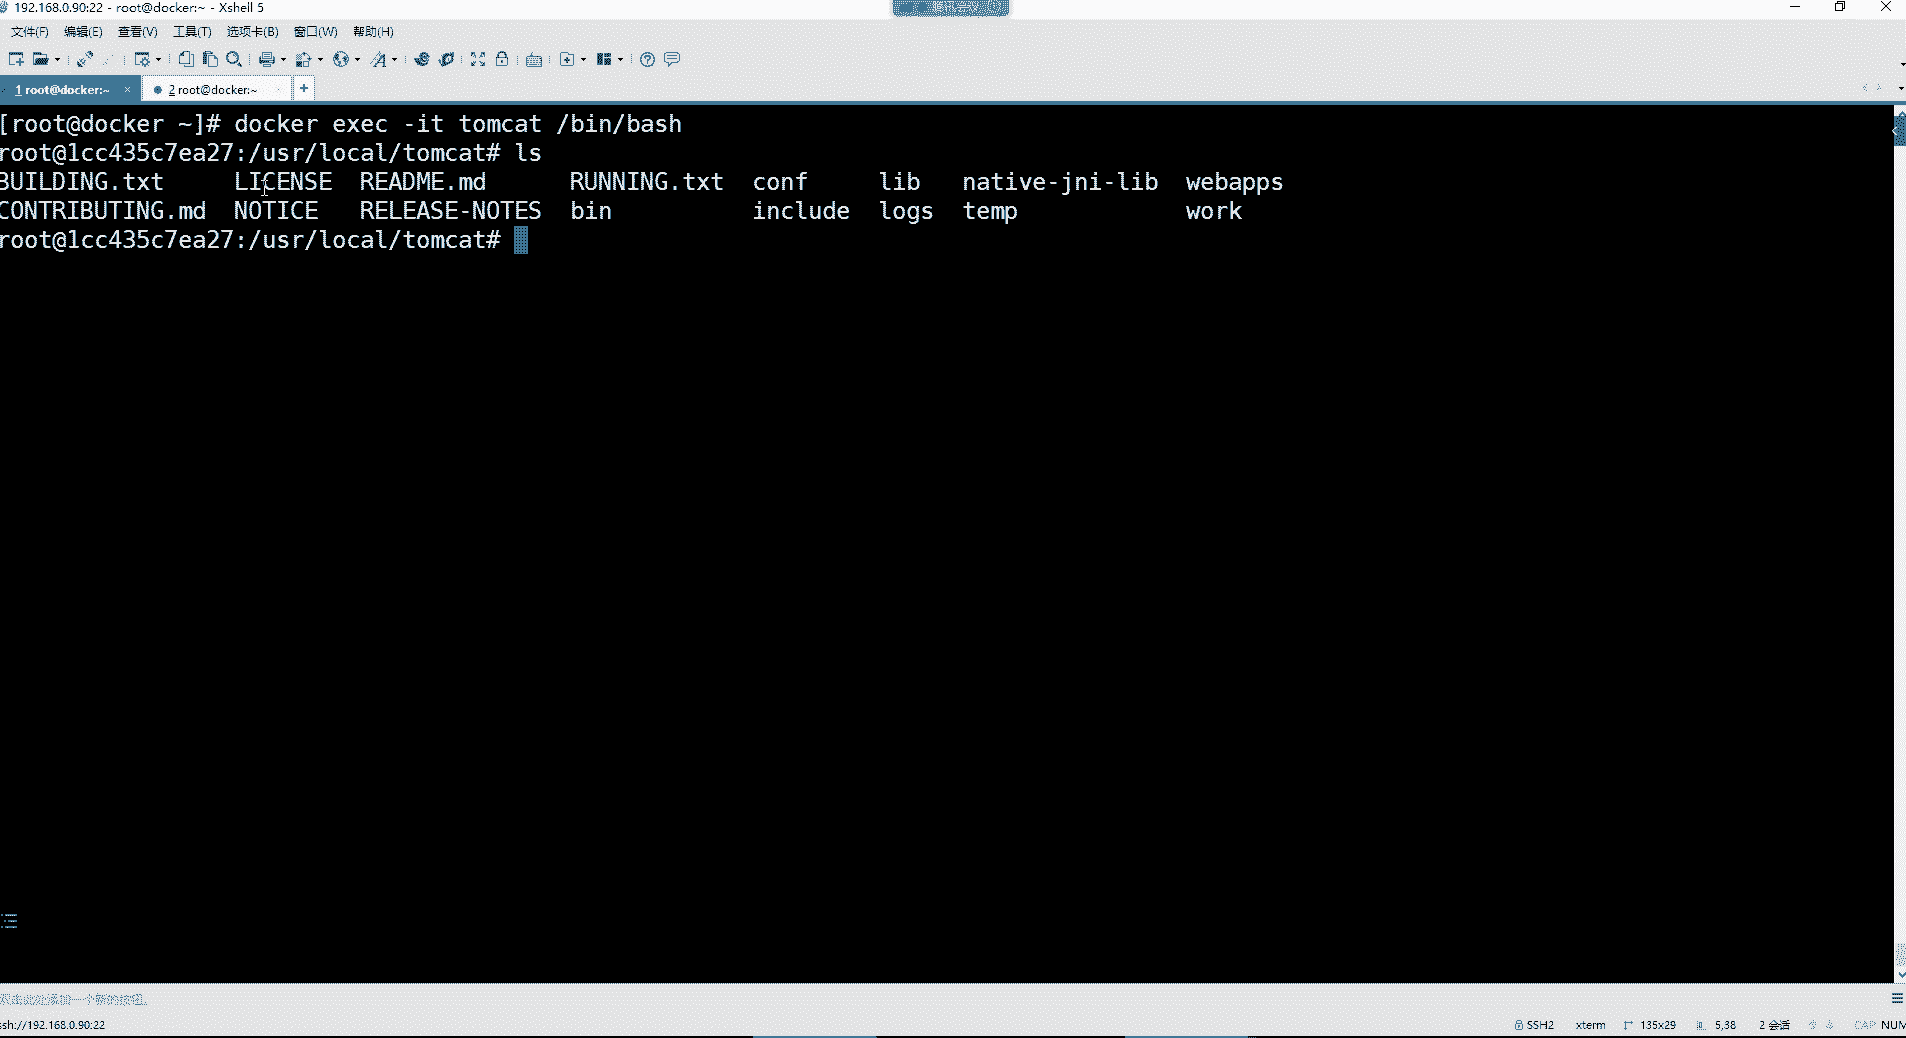 192.168.0.90:22 - root@docker:~ - Xshell 5
文件(F) 编辑(E) 查看(V) 工具(T) 选项卡(B) 窗口(W) 帮助(H)
1 root@docker:~ × 2 root@docker:~ +
[root@docker ~]# docker exec -it tomcat /bin/bash
root@1cc435c7ea27:/usr/local/tomcat# ls
BUILDING.txt LICENSE README.md RUNNING.txt conf lib native-jni-lib webapps
CONTRIBUTING.md NOTICE RELEASE-NOTES bin include logs temp work
root@1cc435c7ea27:/usr/local/tomcat#
ssh://192.168.0.90:22 SSH2 xterm 135x29 5,38 2 会话 CAP NUM